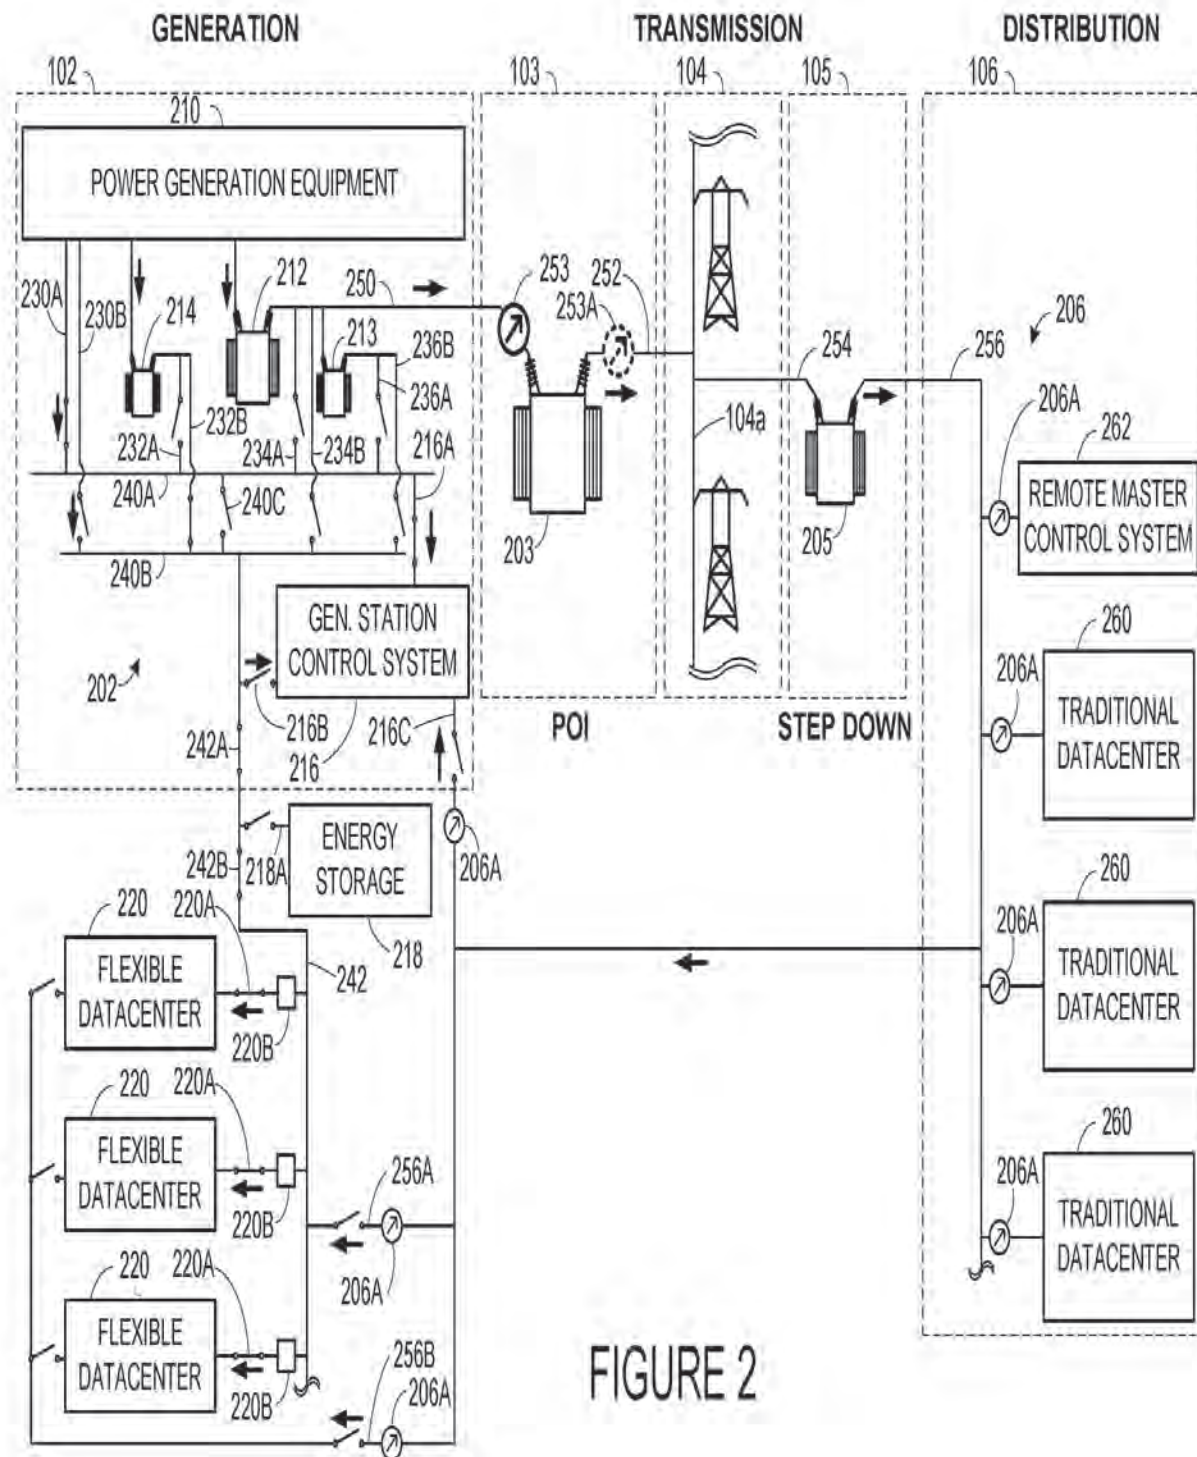 GENERATION
TRANSMISSION
DISTRIBUTION
102
103
104
105
106
210
POWER GENERATION EQUIPMENT
230A
230B
214
212
250
213
236B
236A
232A
232B
234A
234B
216A
240A
240C
240B
GEN. STATION
CONTROL SYSTEM
202
216B
216C
216
242A
253
253A
252
203
POI
104a
254
205
STEP DOWN
256
206
206A
262
REMOTE MASTER
CONTROL SYSTEM
260
206A
TRADITIONAL
DATACENTER
260
206A
TRADITIONAL
DATACENTER
260
206A
TRADITIONAL
DATACENTER
242B
218A
ENERGY
STORAGE
206A
218
242
220
220A
FLEXIBLE
DATACENTER
220B
220
220A
FLEXIBLE
DATACENTER
220B
256A
206A
220
220A
FLEXIBLE
DATACENTER
220B
256B
206A
FIGURE 2